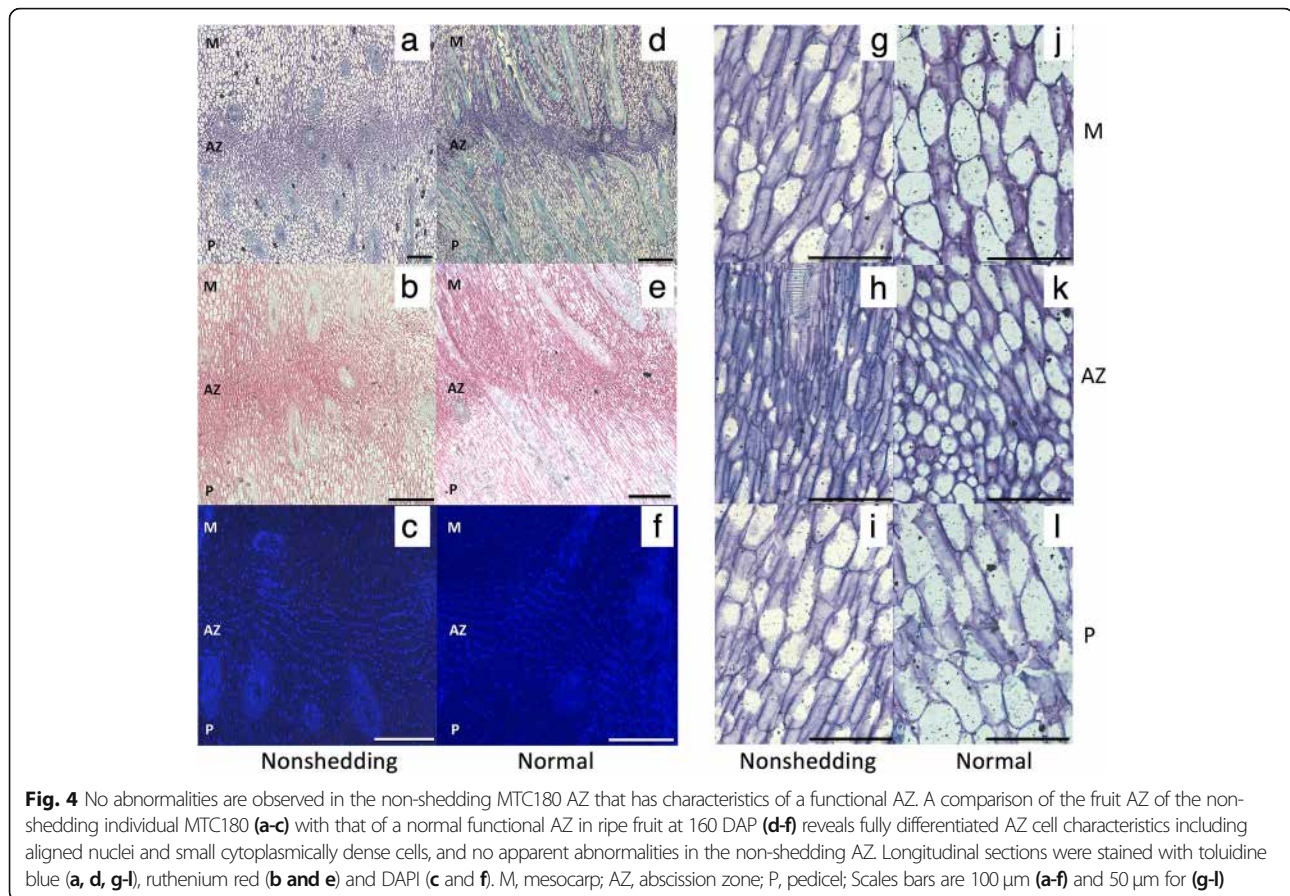 M a
AZ
P
M d
AZ
P
g
j
M
M b
AZ
P
M e
AZ
.P
h
k
AZ
M c
AZ
P
M f
AZ
P
i
l
P
Nonshedding Normal Nonshedding Normal
Fig. 4 No abnormalities are observed in the non-shedding MTC180 AZ that has characteristics of a functional AZ. A comparison of the fruit AZ of the non-
shedding individual MTC180 (a-c) with that of a normal functional AZ in ripe fruit at 160 DAP (d-f) reveals fully differentiated AZ cell characteristics including
aligned nuclei and small cytoplasmically dense cells, and no apparent abnormalities in the non-shedding AZ. Longitudinal sections were stained with toluidine
blue (a, d, g-l), ruthenium red (b and e) and DAPI (c and f). M, mesocarp; AZ, abscission zone; P, pedicel; Scales bars are 100 μm (a-f) and 50 μm for (g-l)